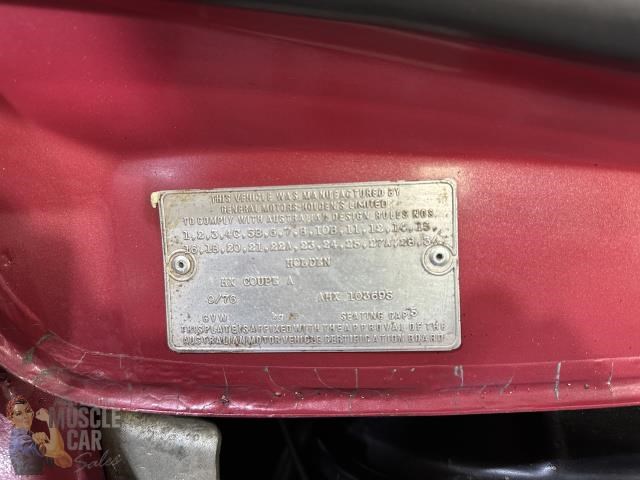 THIS VEHICLE WAS MANUFACTURED BY
GENERAL MOTORS-HOLDEN'S LIMITED
TO COMPLY WITH AUSTRALIAN DESIGN RULES NOS.
1,2,3,4C,5B,6,7,8,10B,11,12,14,15,
16,18,20,21,22A,23,24,25,27A,28,34.
HOLDEN
HX COUPE A
9/76 AHX 103698
GVW SEATING CAP. 5
THIS PLATE IS AFFIXED WITH THE APPROVAL OF THE
AUSTRALIAN MOTOR VEHICLE CERTIFICATION BOARD
MUSCLE
CAR
Sales